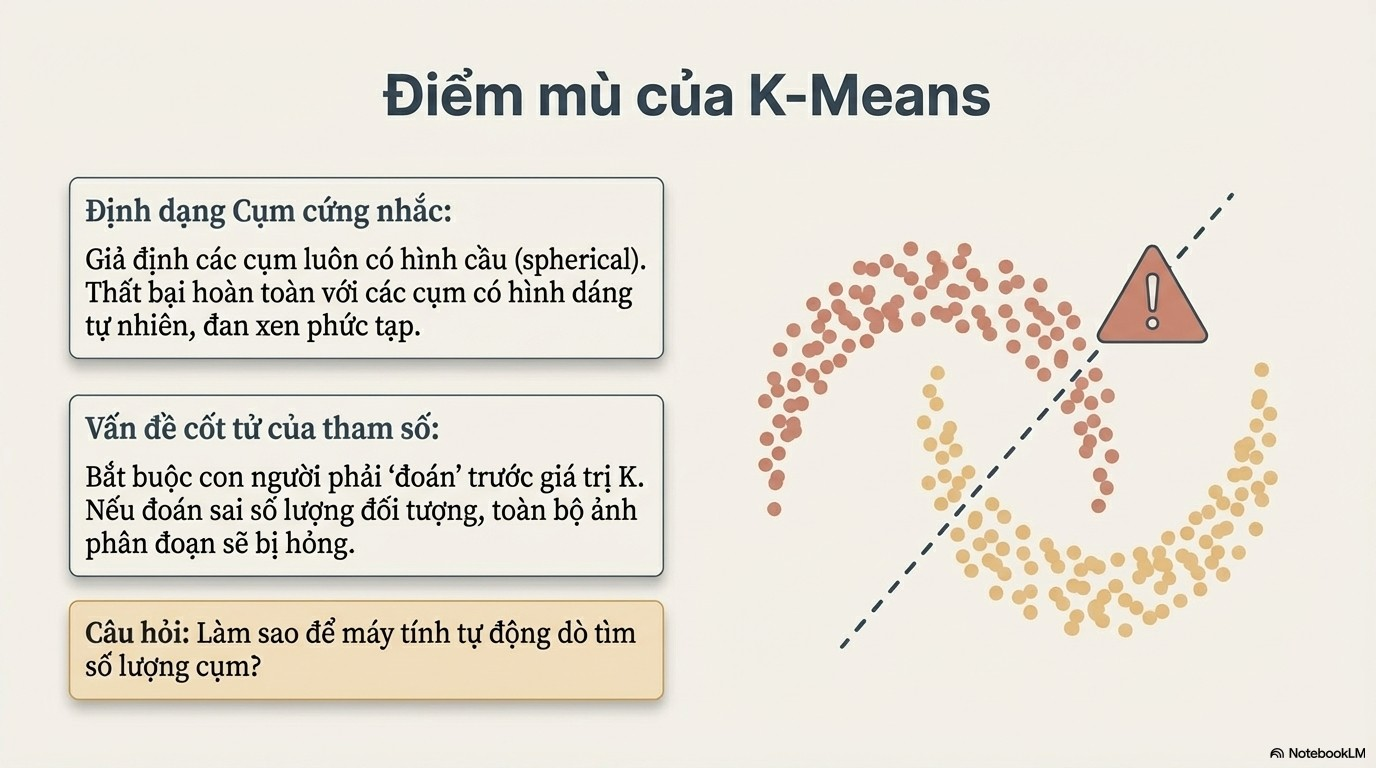 Điểm mù của K-Means
Định dạng Cụm cứng nhắc:
Giả định các cụm luôn có hình cầu (spherical).
Thất bại hoàn toàn với các cụm có hình dáng
tự nhiên, đan xen phức tạp.
Vấn đề cốt tử của tham số:
Bắt buộc con người phải ‘đoán’ trước giá trị K.
Nếu đoán sai số lượng đối tượng, toàn bộ ảnh
phân đoạn sẽ bị hỏng.
Câu hỏi: Làm sao để máy tính tự động dò tìm
số lượng cụm?
NotebookLM